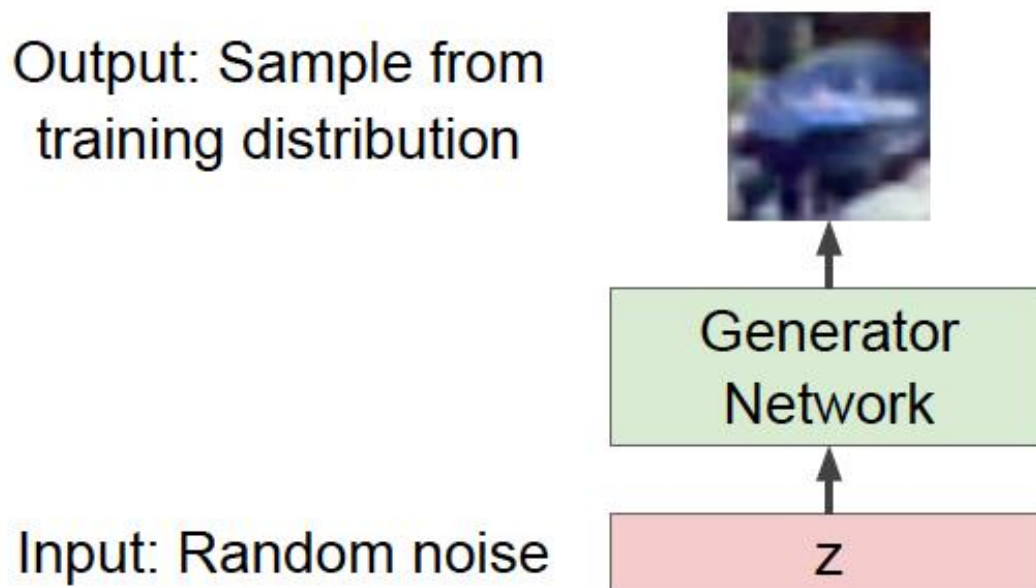 Output: Sample from
training distribution
Generator
Network
Input: Random noise
z